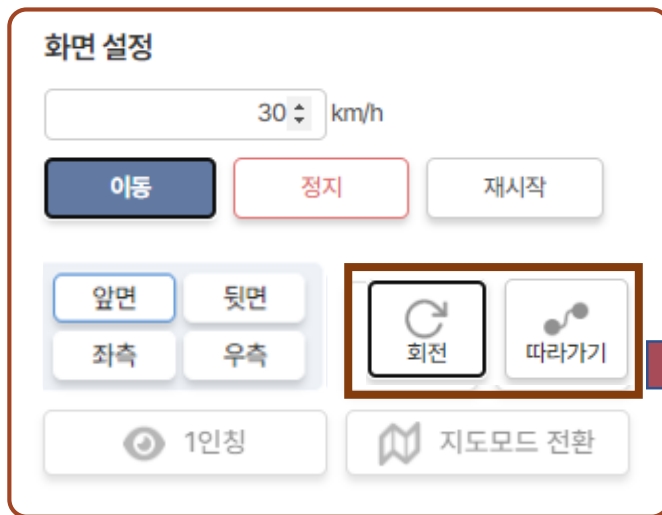 화면 설정
30 km/h
이동 정지 재시작
앞면 뒷면
좌측 우측
회전 따라가기
1인칭 지도모드 전환